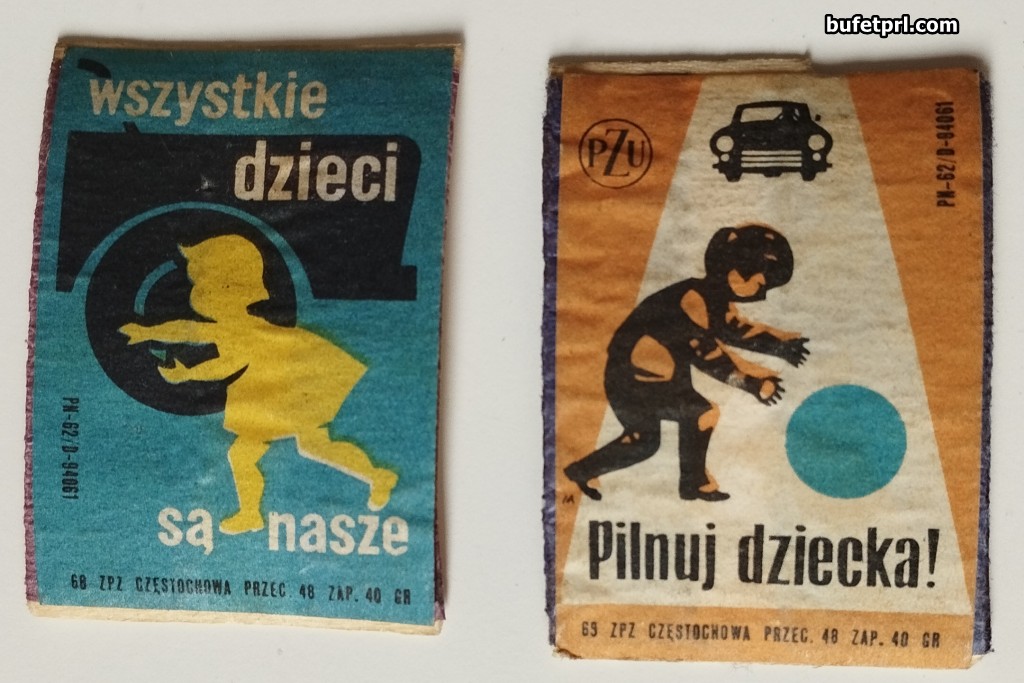 bufetprl.com
wszystkie
dzieci
są nasze
PN-62/D-94061
68 ZPZ CZĘSTOCHOWA PRZEC. 48 ZAP. 40 GR
PZU
PN-62/D-94061
Pilnuj dziecka!
69 ZPZ CZĘSTOCHOWA PRZEC. 48 ZAP. 40 GR